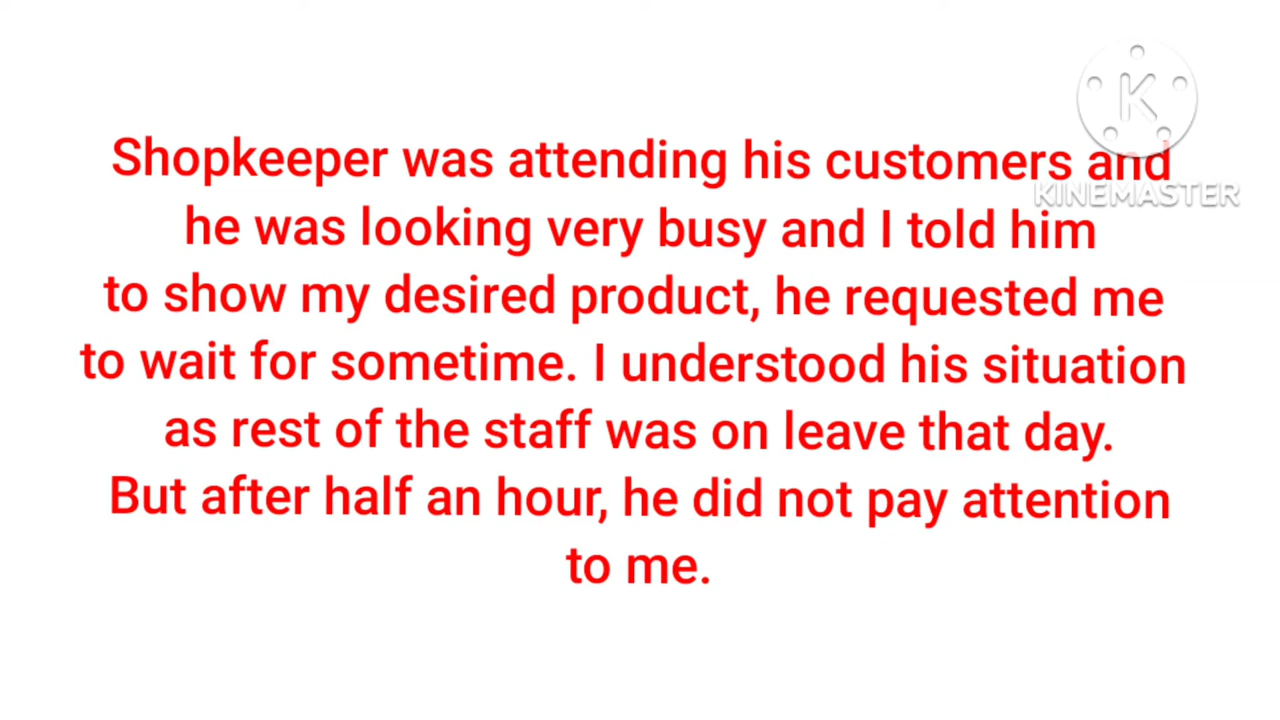 Shopkeeper was attending his customers and
he was looking very busy and I told him
to show my desired product, he requested me
to wait for sometime. I understood his situation
as rest of the staff was on leave that day.
But after half an hour, he did not pay attention
to me.
K
KINEMASTER